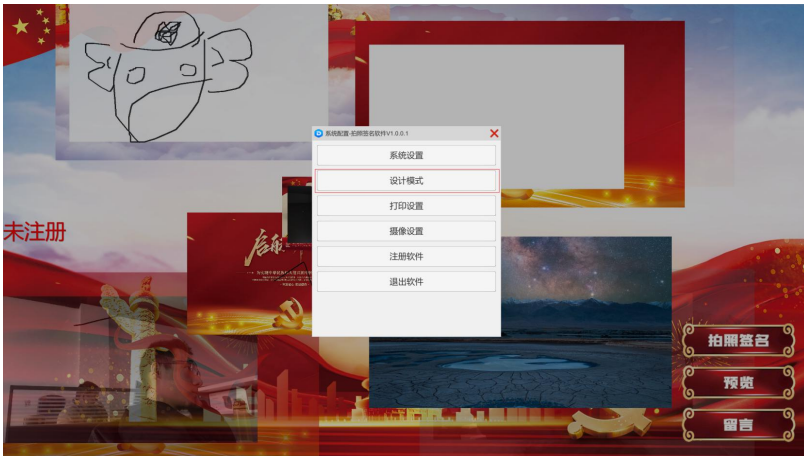 系统配置-拍照签名软件V1.0.0.1
系统设置
设计模式
打印设置
摄像设置
注册软件
退出软件
未注册
启航
拍照签名
预览
留言